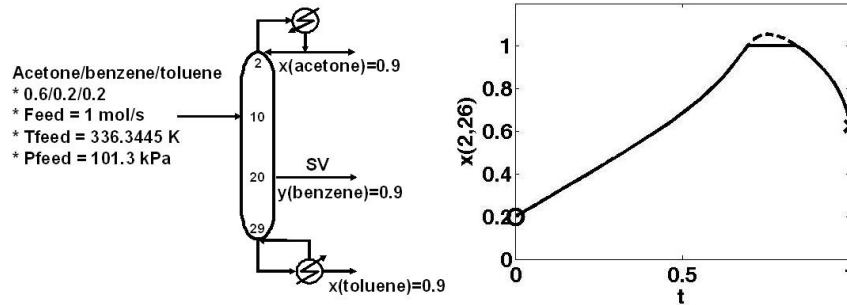 Acetone/benzene/toluene
* 0.6/0.2/0.2
* Feed = 1 mol/s
* Tfeed = 336.3445 K
* Pfeed = 101.3 kPa
2
10
20
29
x(acetone)=0.9
SV
y(benzene)=0.9
x(toluene)=0.9
x(2,26)
1
0.8
0.6
0.4
0.2
0
0
0.5
1
t